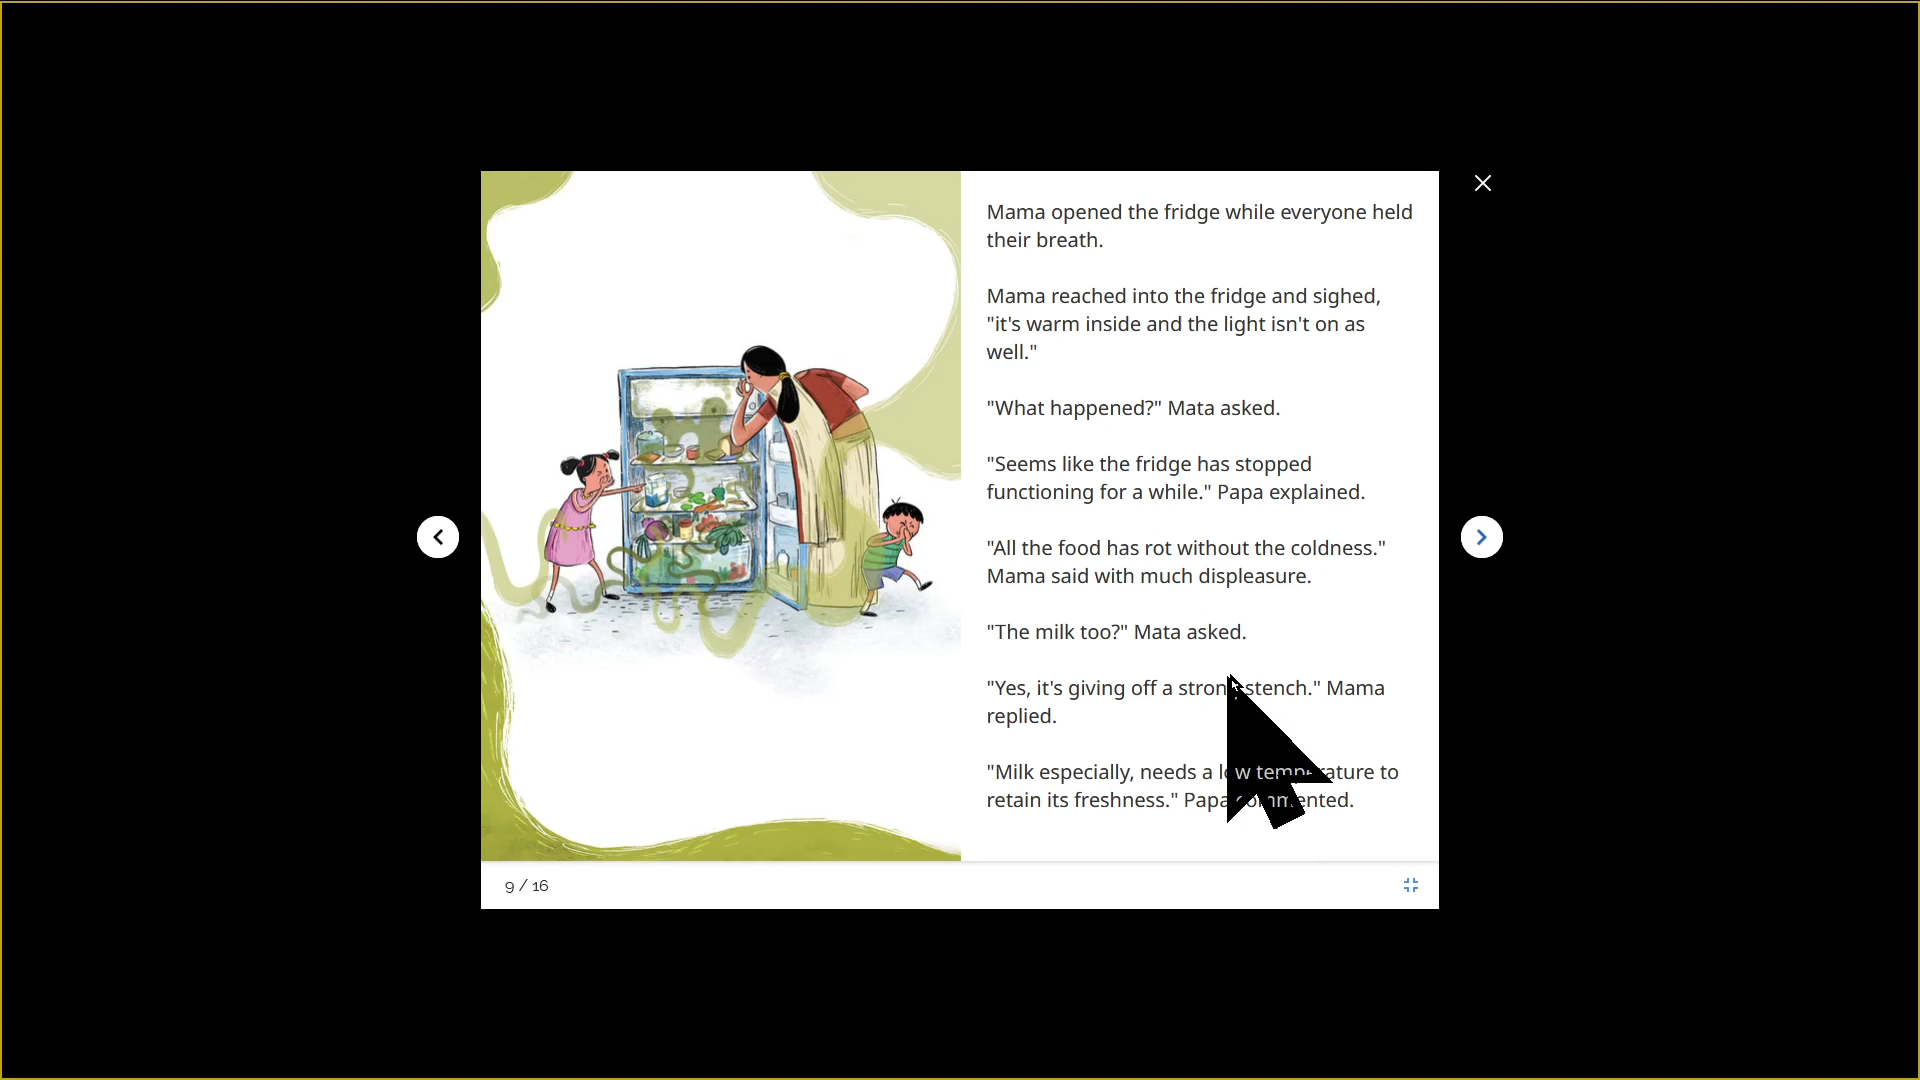 Mama opened the fridge while everyone held
their breath.
Mama reached into the fridge and sighed,
"it's warm inside and the light isn't on as
well."
"What happened?" Mata asked.
"Seems like the fridge has stopped
functioning for a while." Papa explained.
"All the food has rot without the coldness."
Mama said with much displeasure.
"The milk too?" Mata asked.
"Yes, it's giving off a strong stench." Mama
replied.
"Milk especially, needs a low temperature to
retain its freshness." Papa commented.
9 / 16